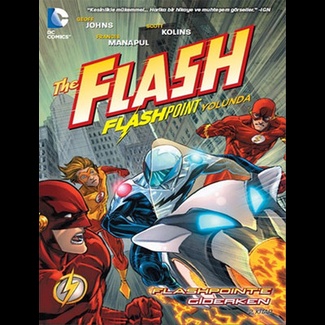 DC COMICS™
"Kesinlikle mükemmel... Harika bir hikaye ve muhteşem görseller." -IGN
GEOFF JOHNS
FRANCIS MANAPUL
SCOTT KOLINS
The FLASH
FLASHPOINT YOLUNDA
FLASHPOINT'E
GİDERKEN